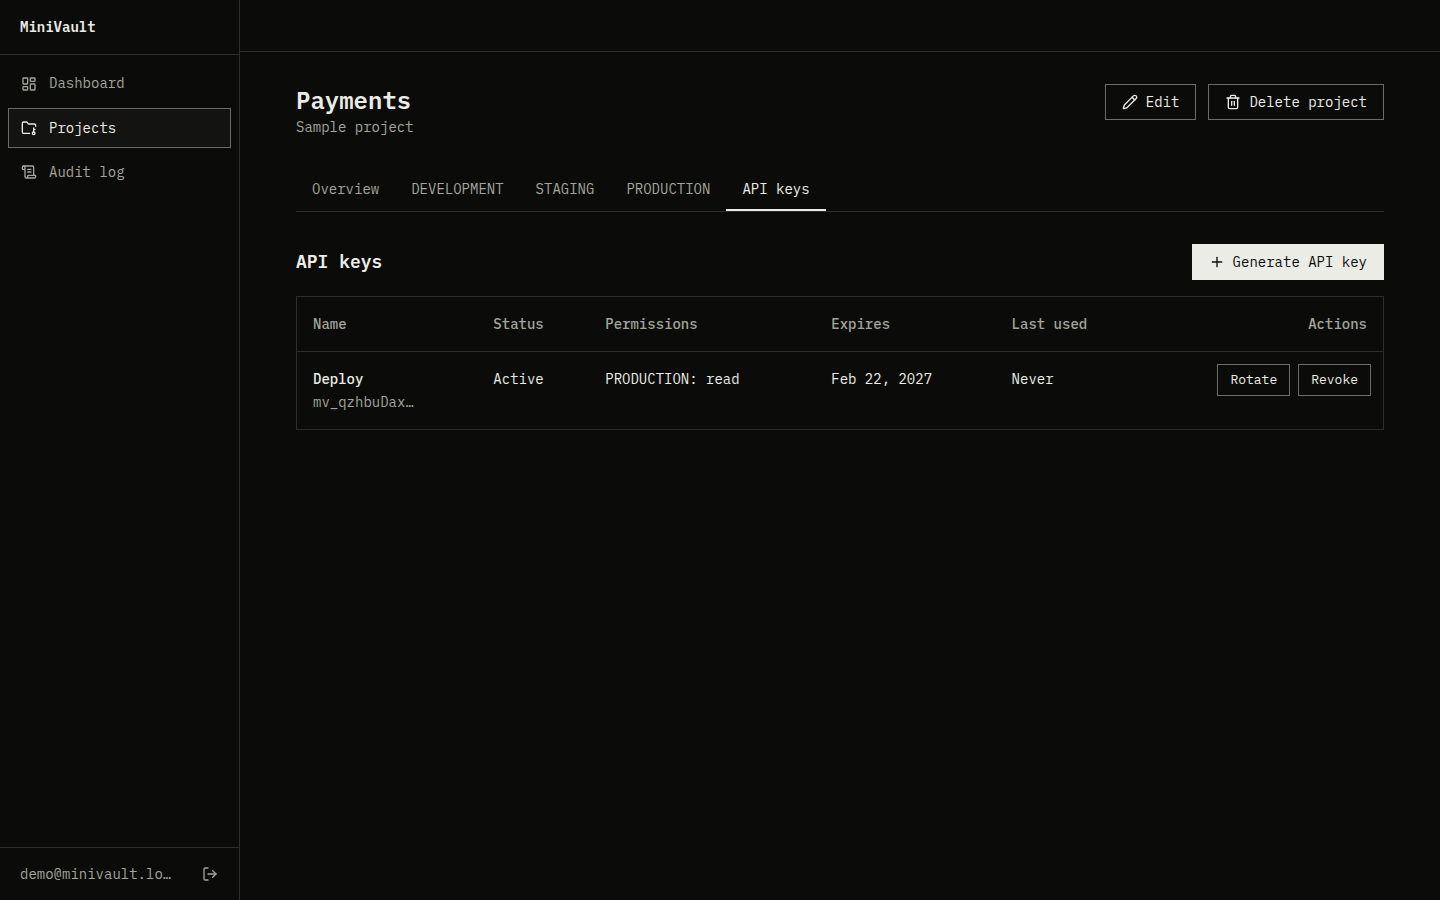 MiniVault
Dashboard
Projects
Audit log
demo@minivault.lo…
Payments
Sample project
Edit
Delete project
Overview DEVELOPMENT STAGING PRODUCTION API keys
API keys
Generate API key
Name Status Permissions Expires Last used Actions
Deploy Active PRODUCTION: read Feb 22, 2027 Never Rotate Revoke
mv_qzhbuDax…